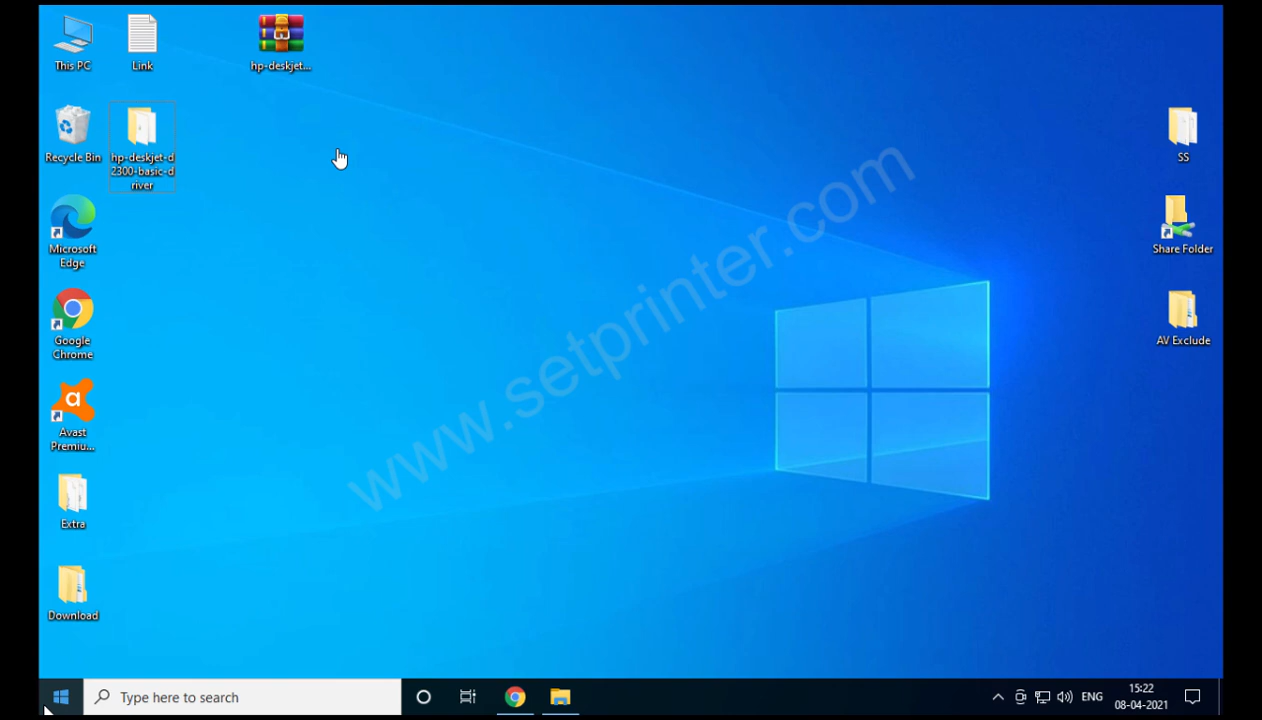 This PC
Link
hp-deskjet...
Recycle Bin
hp-deskjet-d
2300-basic-d
river
Microsoft
Edge
Google
Chrome
Avast
Premiu...
Extra
Download
SS
Share Folder
AV Exclude
www.setprinter.com
Type here to search
ENG
15:22
08-04-2021